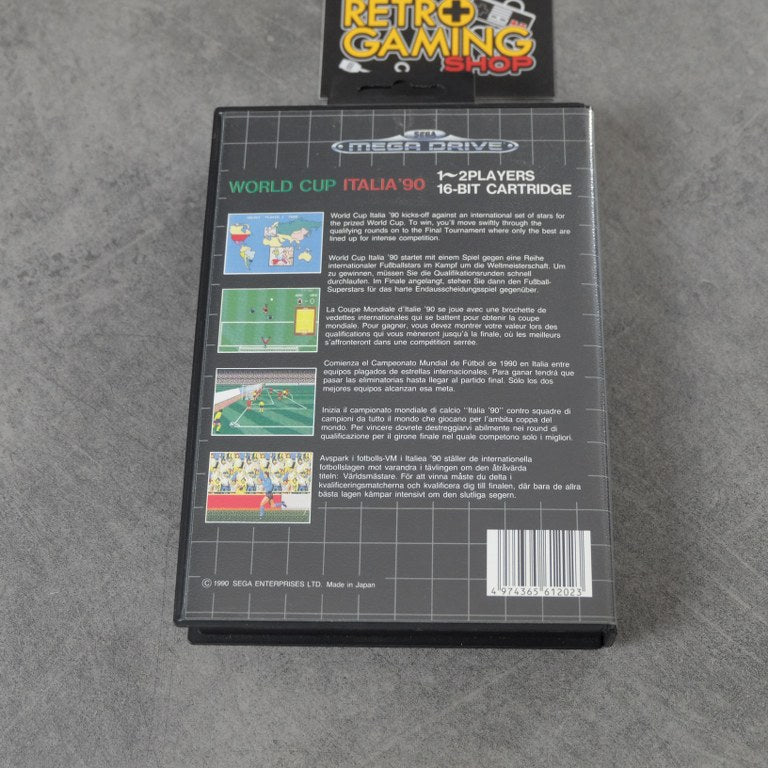 RETRO
GAMING
SHOP
SEGA
MEGA DRIVE
WORLD CUP ITALIA '90
1~2PLAYERS
16-BIT CARTRIDGE
World Cup Italia '90 kicks-off against an international set of stars for
the prized World Cup. To win, you'll move swiftly through the
qualifying rounds on to the Final Tournament where only the best are
lined up for intense competition.
World Cup Italia '90 startet mit einem Spiel gegen eine Reihe
internationaler Fußballstars im Kampf um die Weltmeisterschaft. Um
zu gewinnen, müssen Sie die Qualifikationsrunden schnell
durchlaufen. Im Finale angelangt, stehen Sie dann den Fußball-
Superstars für das harte Endausscheidungsspiel gegenüber.
La Coupe Mondiale d'Italie '90 se joue avec une brochette de
vedettes internationales qui se battent pour obtenir la coupe
mondiale. Pour gagner, vous devez montrer votre valeur lors des
qualifications qui vous mèneront jusqu'à la finale, où les meilleurs
s'affronteront dans une compétition serrée.
Comienza el Campeonato Mundial de Fútbol de 1990 en Italia entre
equipos plagados de estrellas internacionales. Para ganar tendrá que
pasar las eliminatorias hasta llegar al partido final. Solo los dos
mejores equipos alcanzan esa meta.
Inizia il campionato mondiale di calcio "Italia '90" contro squadre di
campioni da tutto il mondo che giocano per l'ambita coppa del
mondo. Per vincere dovrete destreggiarvi abilmente nei round di
qualificazione per il girone finale nel quale competono solo i migliori.
Avspark i fotbolls-VM i Italiea '90 ställer de internationella
fotbollslagen mot varandra i tävlingen om den åtråvärda
titeln: Världsmästare. För att vinna måste du delta i
kvalificeringsmatcherna och kvalificera dig till finalen, där bara de allra
bästa lagen kämpar intensivt om den slutliga segern.
© 1990 SEGA ENTERPRISES LTD. Made in Japan
4 974365 612023